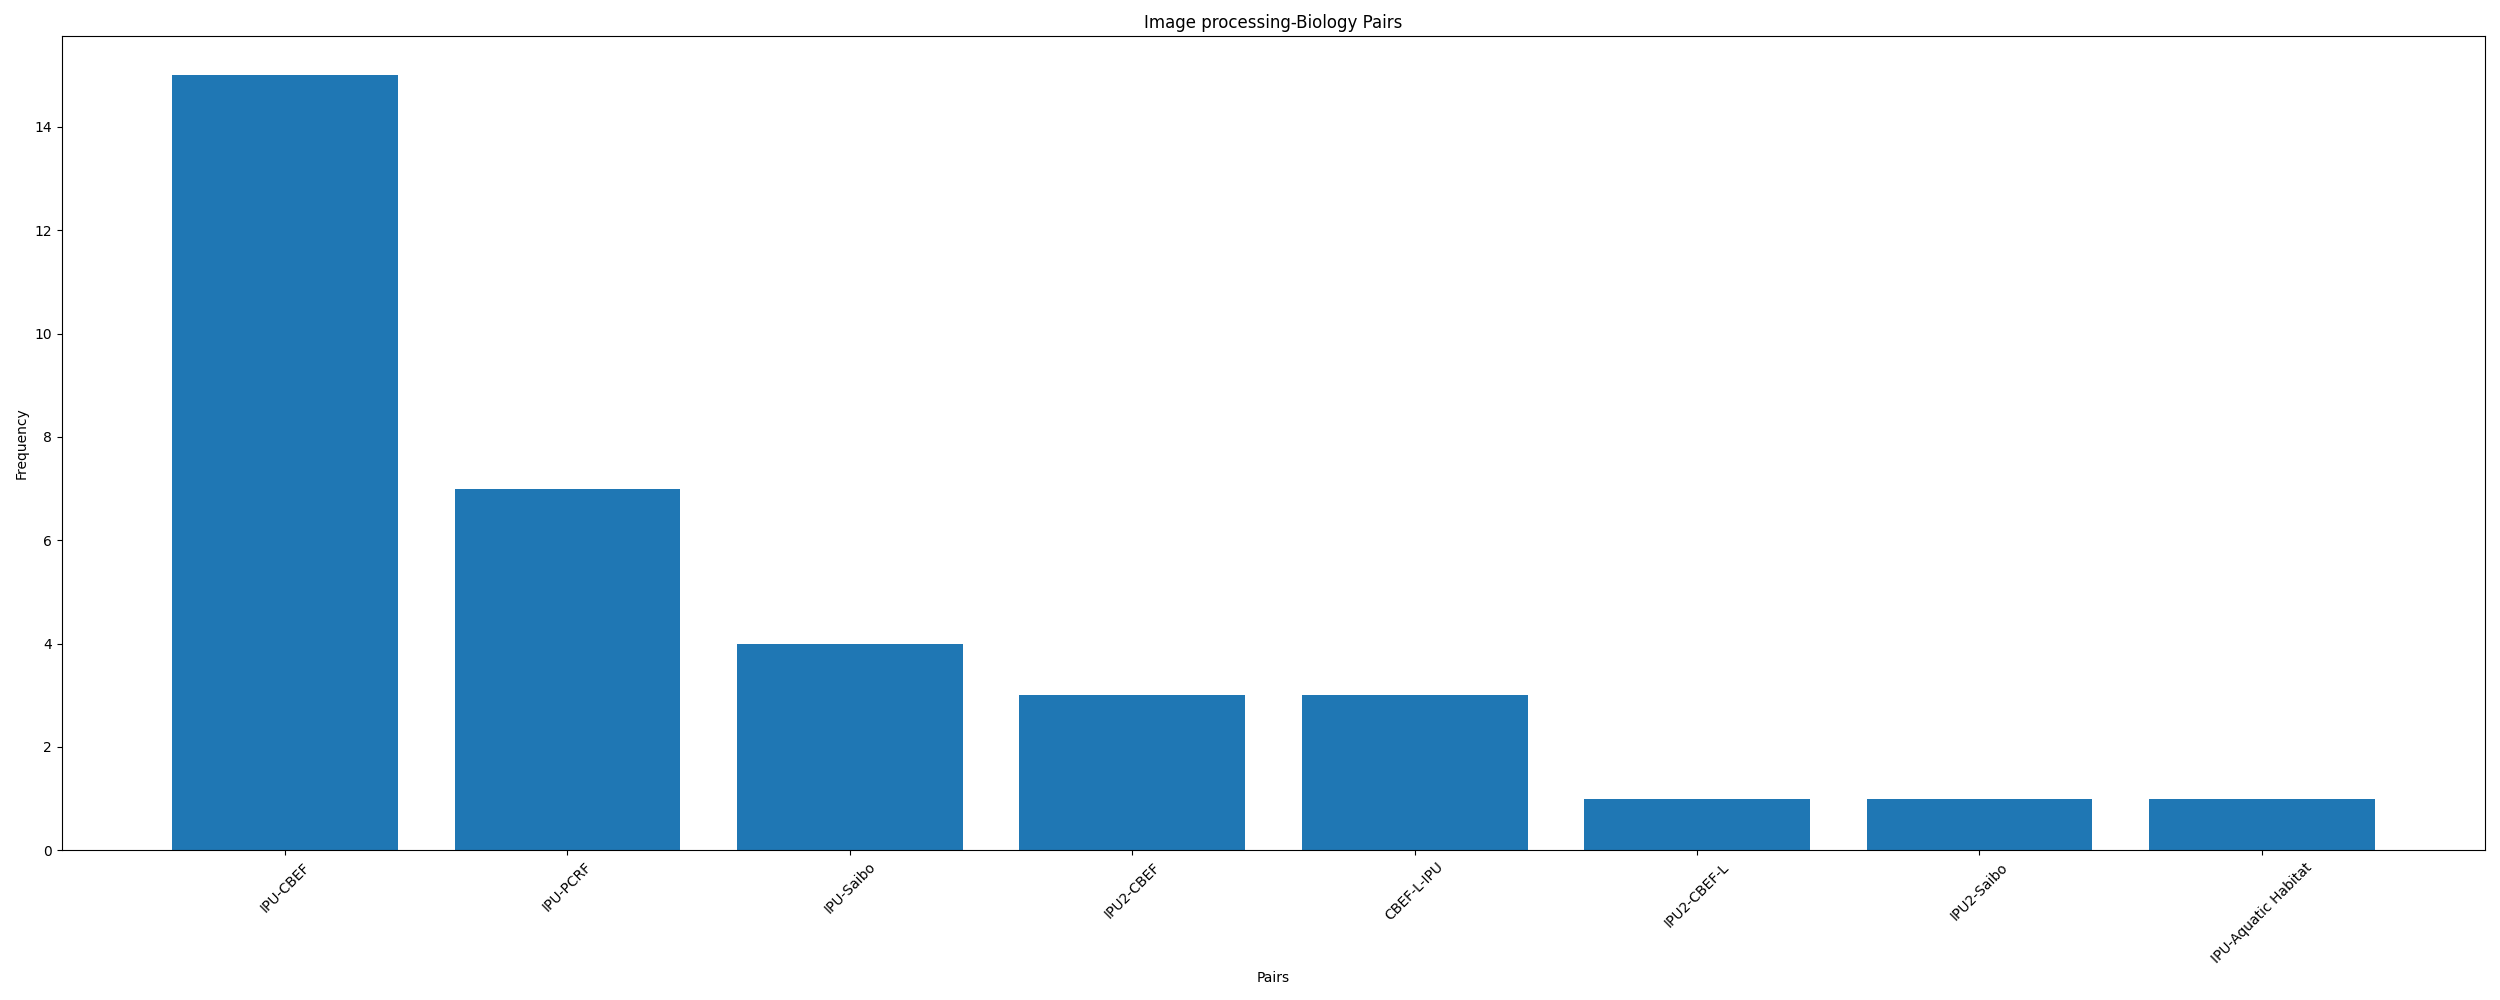 Image processing-Biology Pairs
Frequency
14
12
10
8
6
4
2
0
IPU-CBEF
IPU-PCRF
IPU-Saibo
IPU2-CBEF
CBEF-L-IPU
IPU2-CBEF-L
IPU2-Saibo
IPU-Aquatic Habitat
Pairs